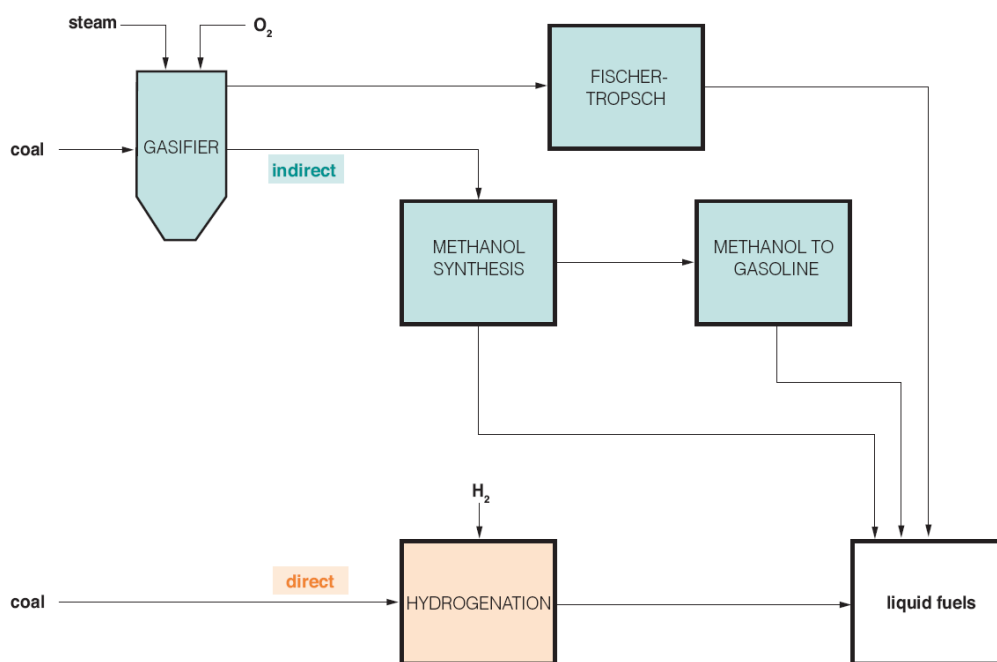 steam
O₂
FISCHER-
TROPSCH
coal
GASIFIER
indirect
METHANOL
SYNTHESIS
METHANOL TO
GASOLINE
H₂
coal
direct
HYDROGENATION
liquid fuels